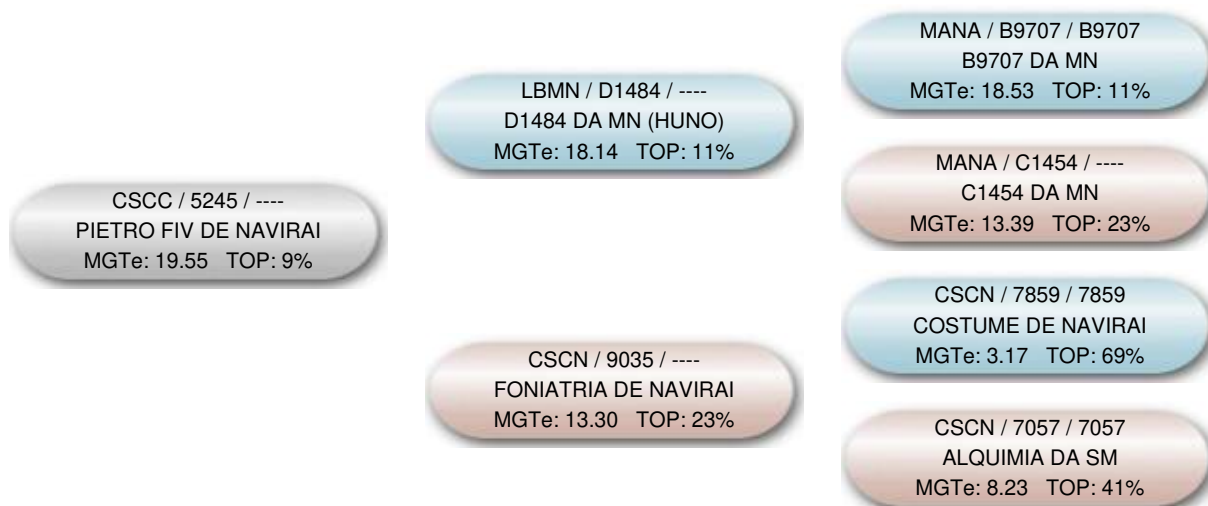 CSCC / 5245 / ----
PIETRO FIV DE NAVIRAI
MGTe: 19.55 TOP: 9%
LBMN / D1484 / ----
D1484 DA MN (HUNO)
MGTe: 18.14 TOP: 11%
CSCN / 9035 / ----
FONIATRIA DE NAVIRAI
MGTe: 13.30 TOP: 23%
MANA / B9707 / B9707
B9707 DA MN
MGTe: 18.53 TOP: 11%
MANA / C1454 / ----
C1454 DA MN
MGTe: 13.39 TOP: 23%
CSCN / 7859 / 7859
COSTUME DE NAVIRAI
MGTe: 3.17 TOP: 69%
CSCN / 7057 / 7057
ALQUIMIA DA SM
MGTe: 8.23 TOP: 41%